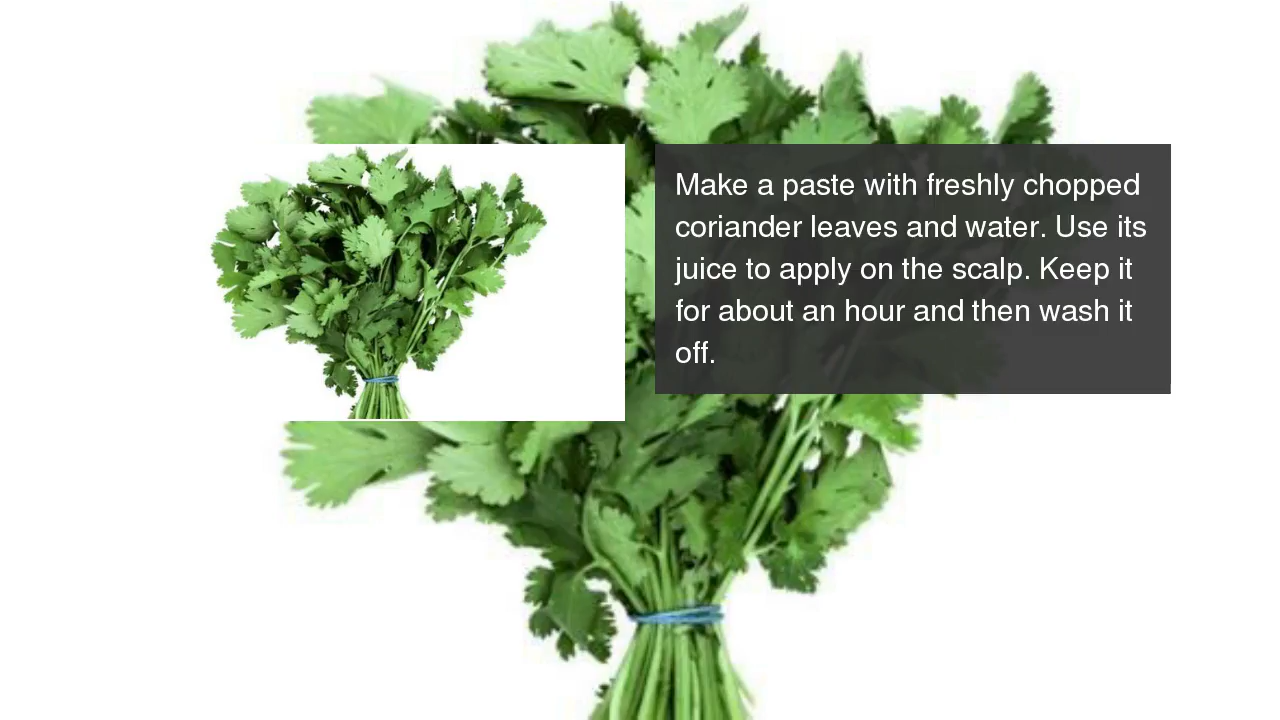 Make a paste with freshly chopped
coriander leaves and water. Use its
juice to apply on the scalp. Keep it
for about an hour and then wash it
off.